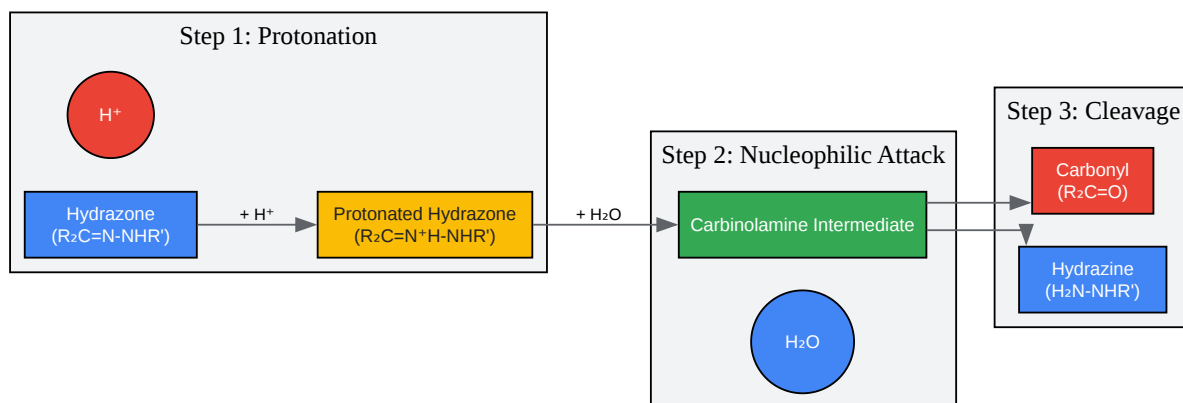 Step 1: Protonation
H⁺
Hydrazone
(R₂C=N-NHR')
+ H⁺
Protonated Hydrazone
(R₂C=N⁺H-NHR')
+ H₂O
Step 2: Nucleophilic Attack
Carbinolamine Intermediate
H₂O
Step 3: Cleavage
Carbonyl
(R₂C=O)
Hydrazine
(H₂N-NHR')